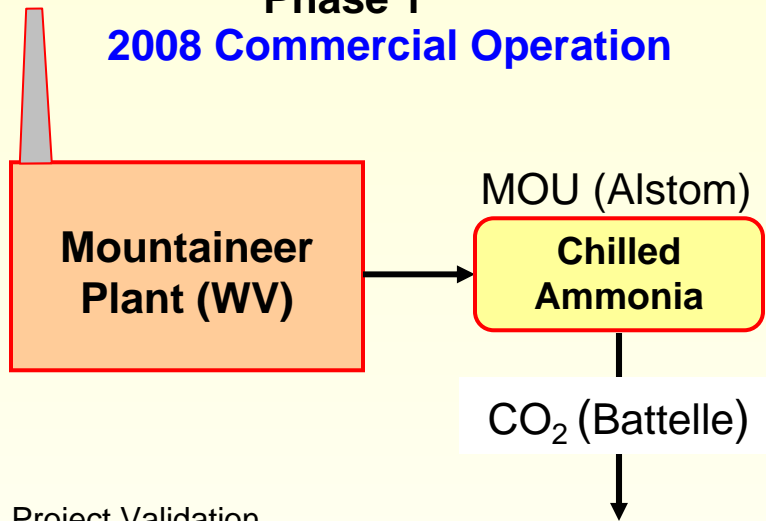 Phase 1
2008 Commercial Operation
MOU (Alstom)
Mountaineer
Plant (WV)
Chilled
Ammonia
CO₂ (Battelle)
Project Validation